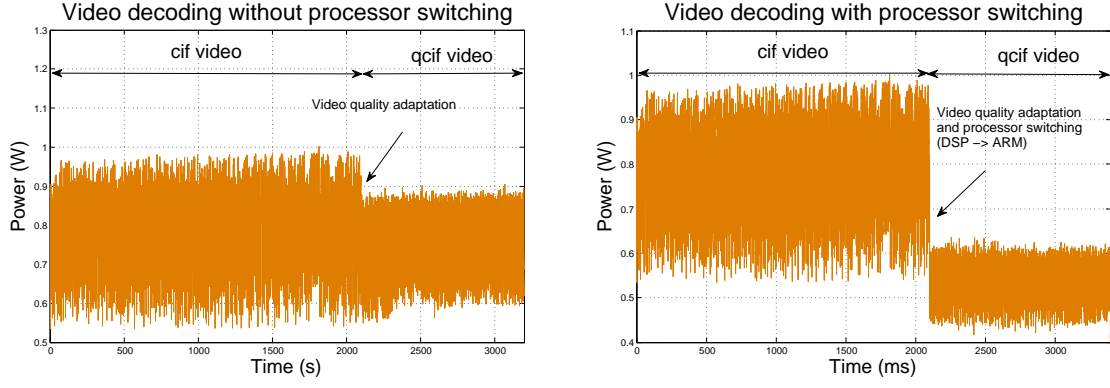 Video decoding without processor switching
1.3
1.2
1.1
1
0.9
0.8
0.7
0.6
0.5
Power (W)
cif video
qcif video
Video quality adaptation
0
500
1000
1500
2000
2500
3000
Time (s)
Video decoding with processor switching
1.1
1
0.9
0.8
0.7
0.6
0.5
0.4
Power (W)
cif video
qcif video
Video quality adaptation
and processor switching
(DSP −> ARM)
0
500
1000
1500
2000
2500
3000
Time (ms)